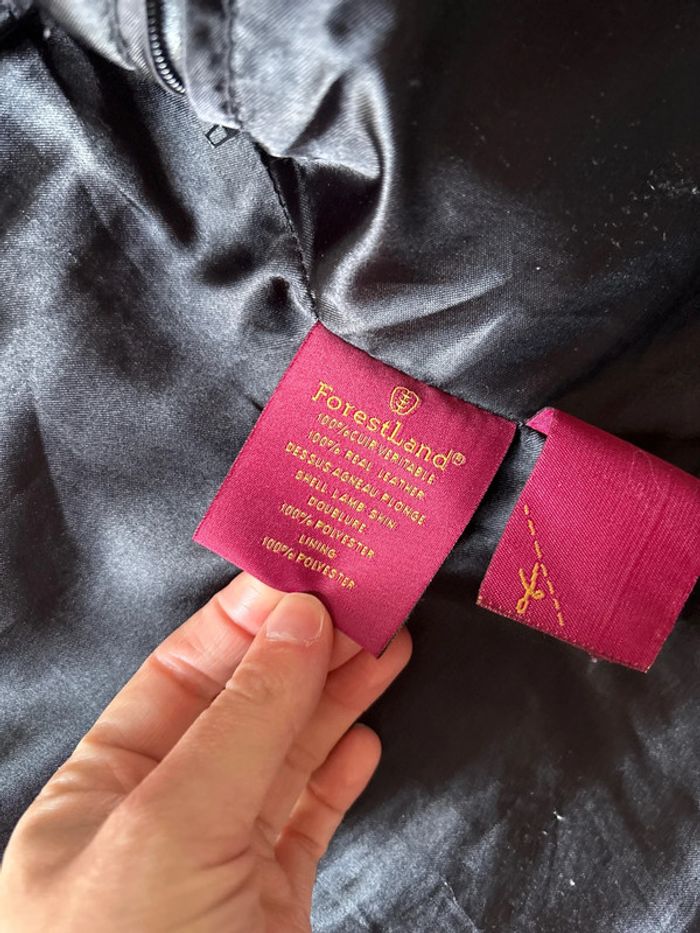 ForestLand®
100% CUIR VERITABLE
100% REAL LEATHER
DESSUS AGNEAU PLONGE
SHELL LAMB SKIN
DOUBLURE
100% POLYESTER
LINING
100% POLYESTER